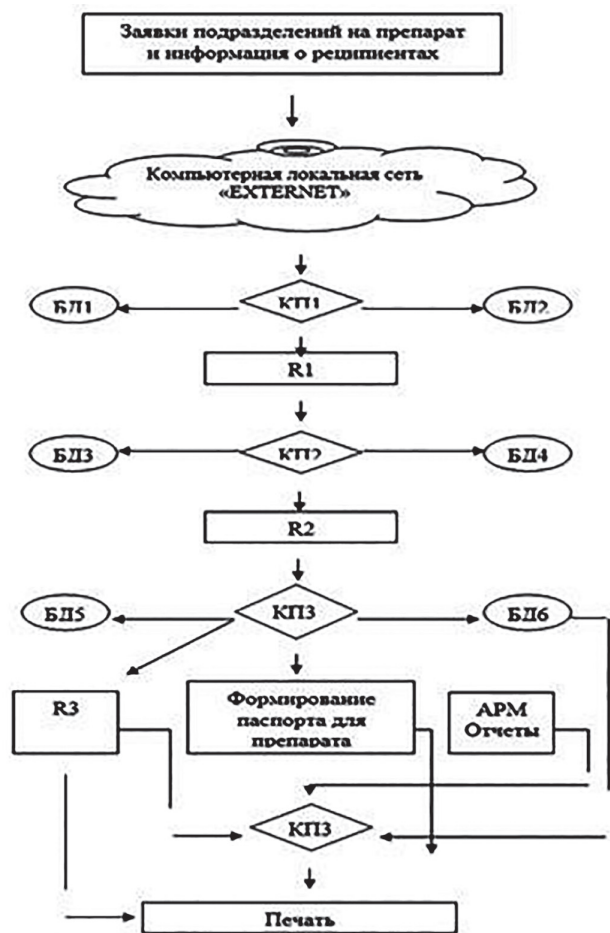 Заявки подразделений на препарат
и информация о реципиентах
Компьютерная локальная сеть
«EXTERNET»
БД1
КП1
БД2
R1
БД3
КП2
БД4
R2
БД5
КП3
БД6
R3
Формирование
паспорта для
препарата
АРМ
Отчеты
КП3
Печать